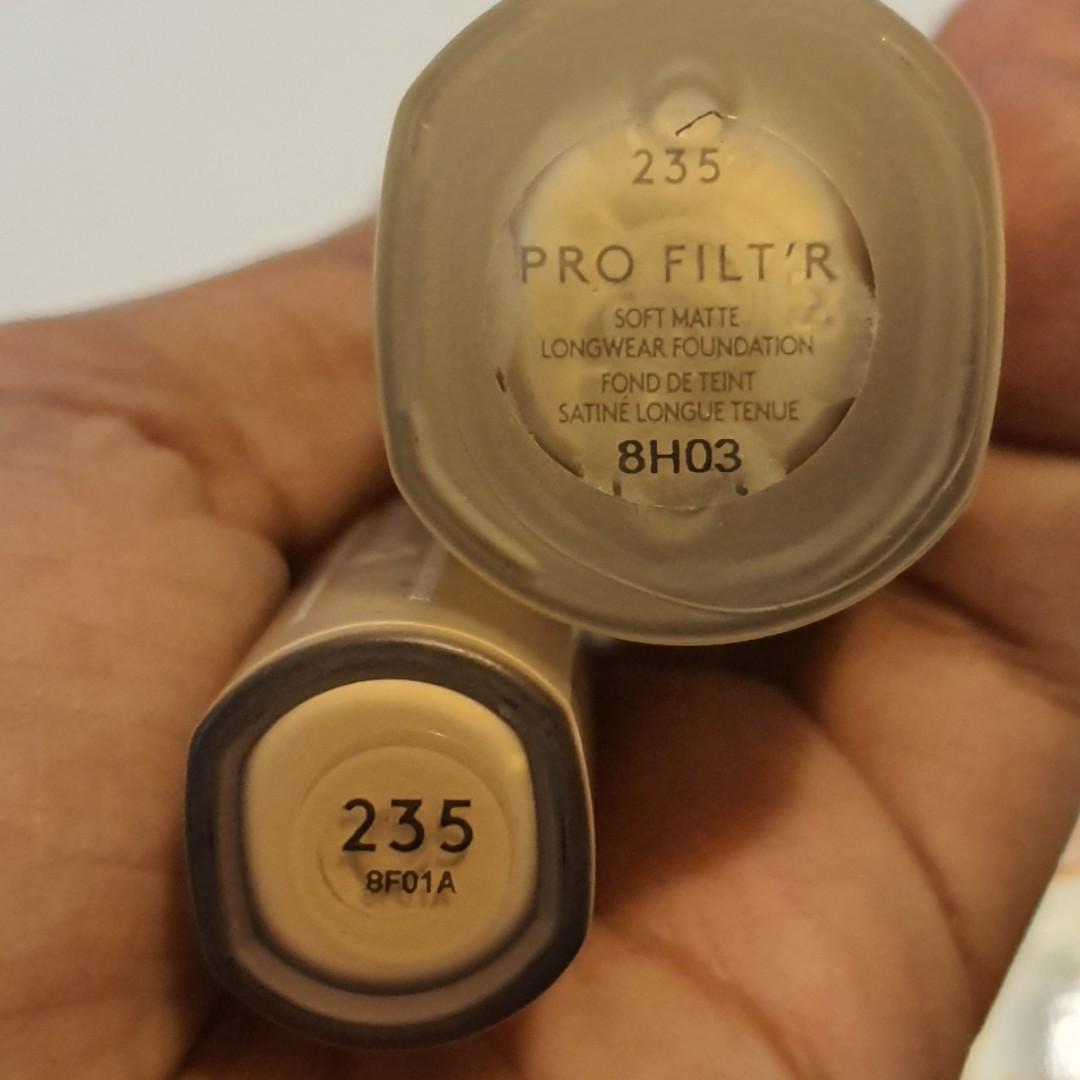 235
PRO FILT'R
SOFT MATTE
LONGWEAR FOUNDATION
FOND DE TEINT
SATINÉ LONGUE TENUE
8H03
235
8F01A